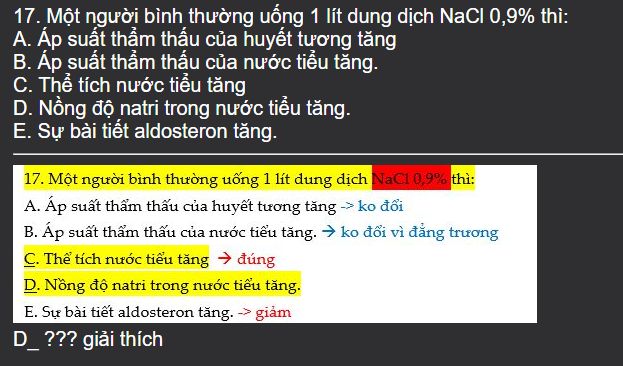 17. Một người bình thường uống 1 lít dung dịch NaCl 0,9% thì:
A. Áp suất thẩm thấu của huyết tương tăng
B. Áp suất thẩm thấu của nước tiểu tăng.
C. Thể tích nước tiểu tăng
D. Nồng độ natri trong nước tiểu tăng.
E. Sự bài tiết aldosteron tăng.
17. Một người bình thường uống 1 lít dung dịch NaCl 0,9% thì:
A. Áp suất thẩm thấu của huyết tương tăng -> ko đổi
B. Áp suất thẩm thấu của nước tiểu tăng. → ko đổi vì đẳng trương
C. Thể tích nước tiểu tăng → đúng
D. Nồng độ natri trong nước tiểu tăng.
E. Sự bài tiết aldosteron tăng. -> giảm
D_ ??? giải thích